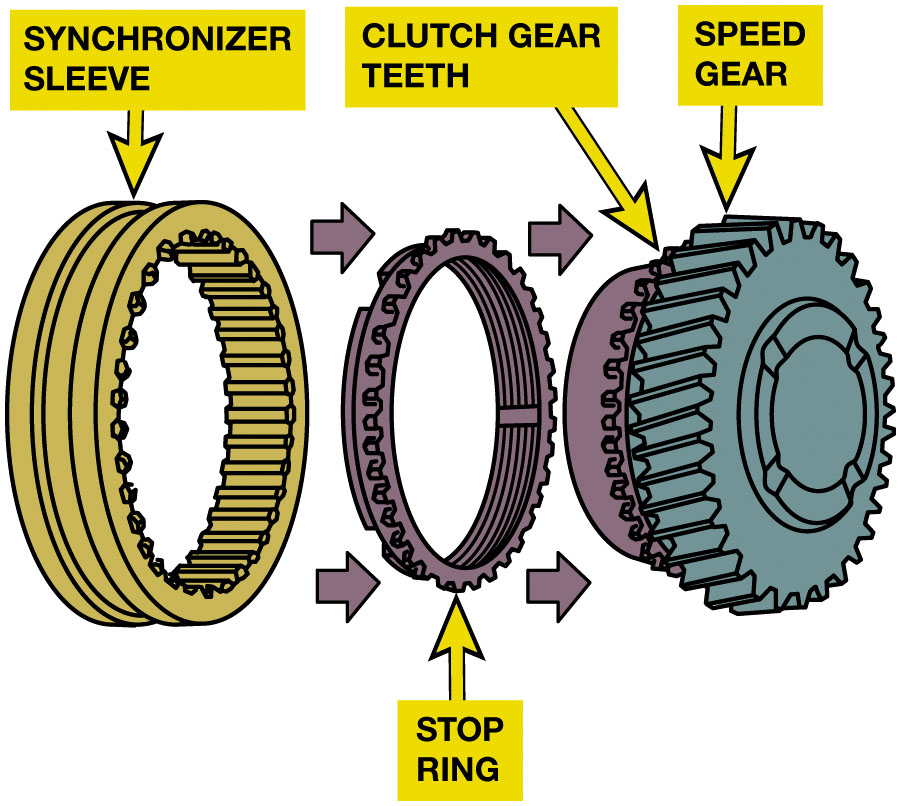 SYNCHRONIZER
SLEEVE
CLUTCH GEAR
TEETH
SPEED
GEAR
STOP
RING